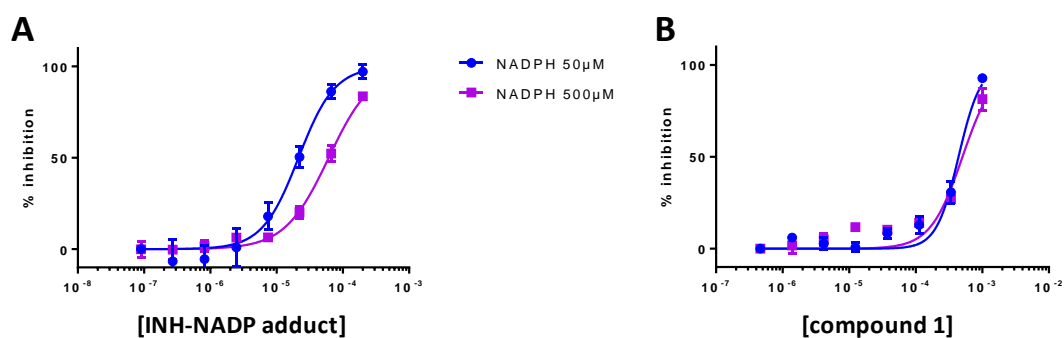 A
% inhibition
100
50
0
10-8
10-7
10-6
10-5
10-4
10-3
[INH-NADP adduct]
NADPH 50µM
NADPH 500µM
B
% inhibition
100
50
0
10-7
10-6
10-5
10-4
10-3
10-2
[compound 1]